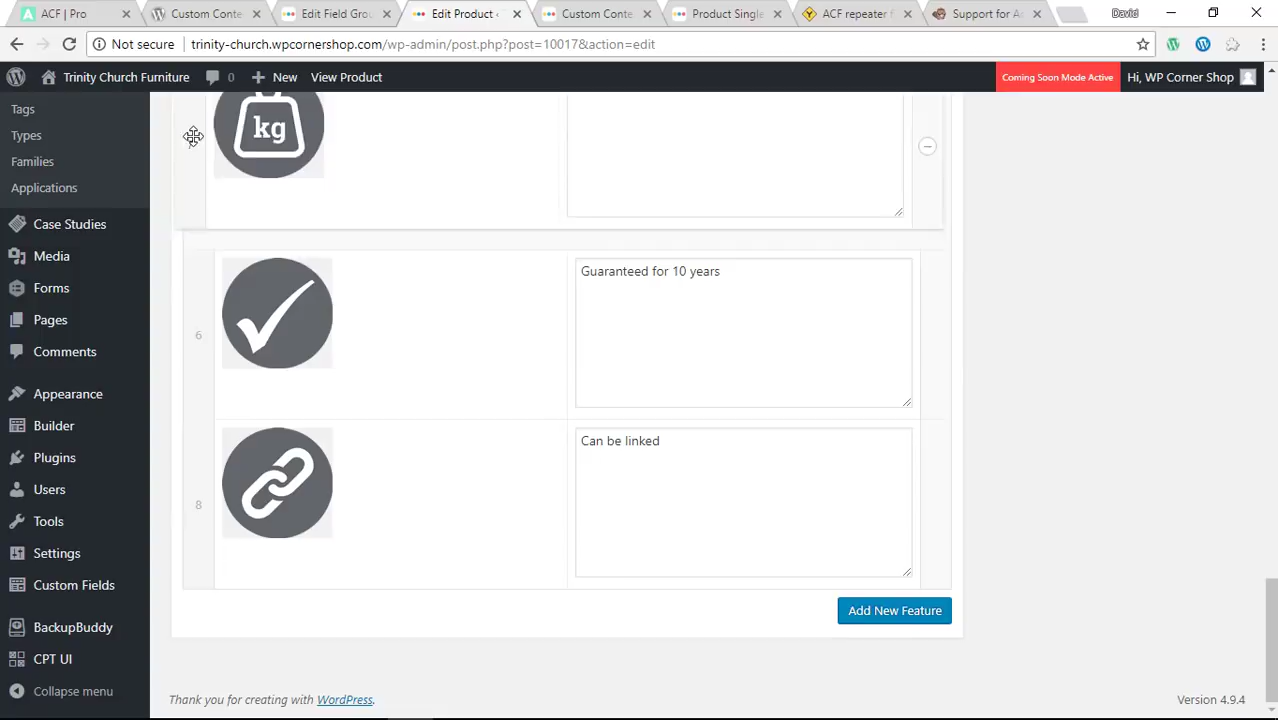 ACF | Pro
Custom Conte
Edit Field Grou
Edit Product ‹
Custom Conte
Product Single
ACF repeater f
Support for Ad
David
Not secure
trinity-church.wpcornershop.com/wp-admin/post.php?post=10017&action=edit
Trinity Church Furniture
0
New
View Product
Coming Soon Mode Active
Hi, WP Corner Shop
Tags
Types
Families
Applications
Case Studies
Media
Forms
Pages
Comments
Appearance
Builder
Plugins
Users
Tools
Settings
Custom Fields
BackupBuddy
CPT UI
Collapse menu
kg
6
Guaranteed for 10 years
8
Can be linked
Add New Feature
Thank you for creating with WordPress.
Version 4.9.4